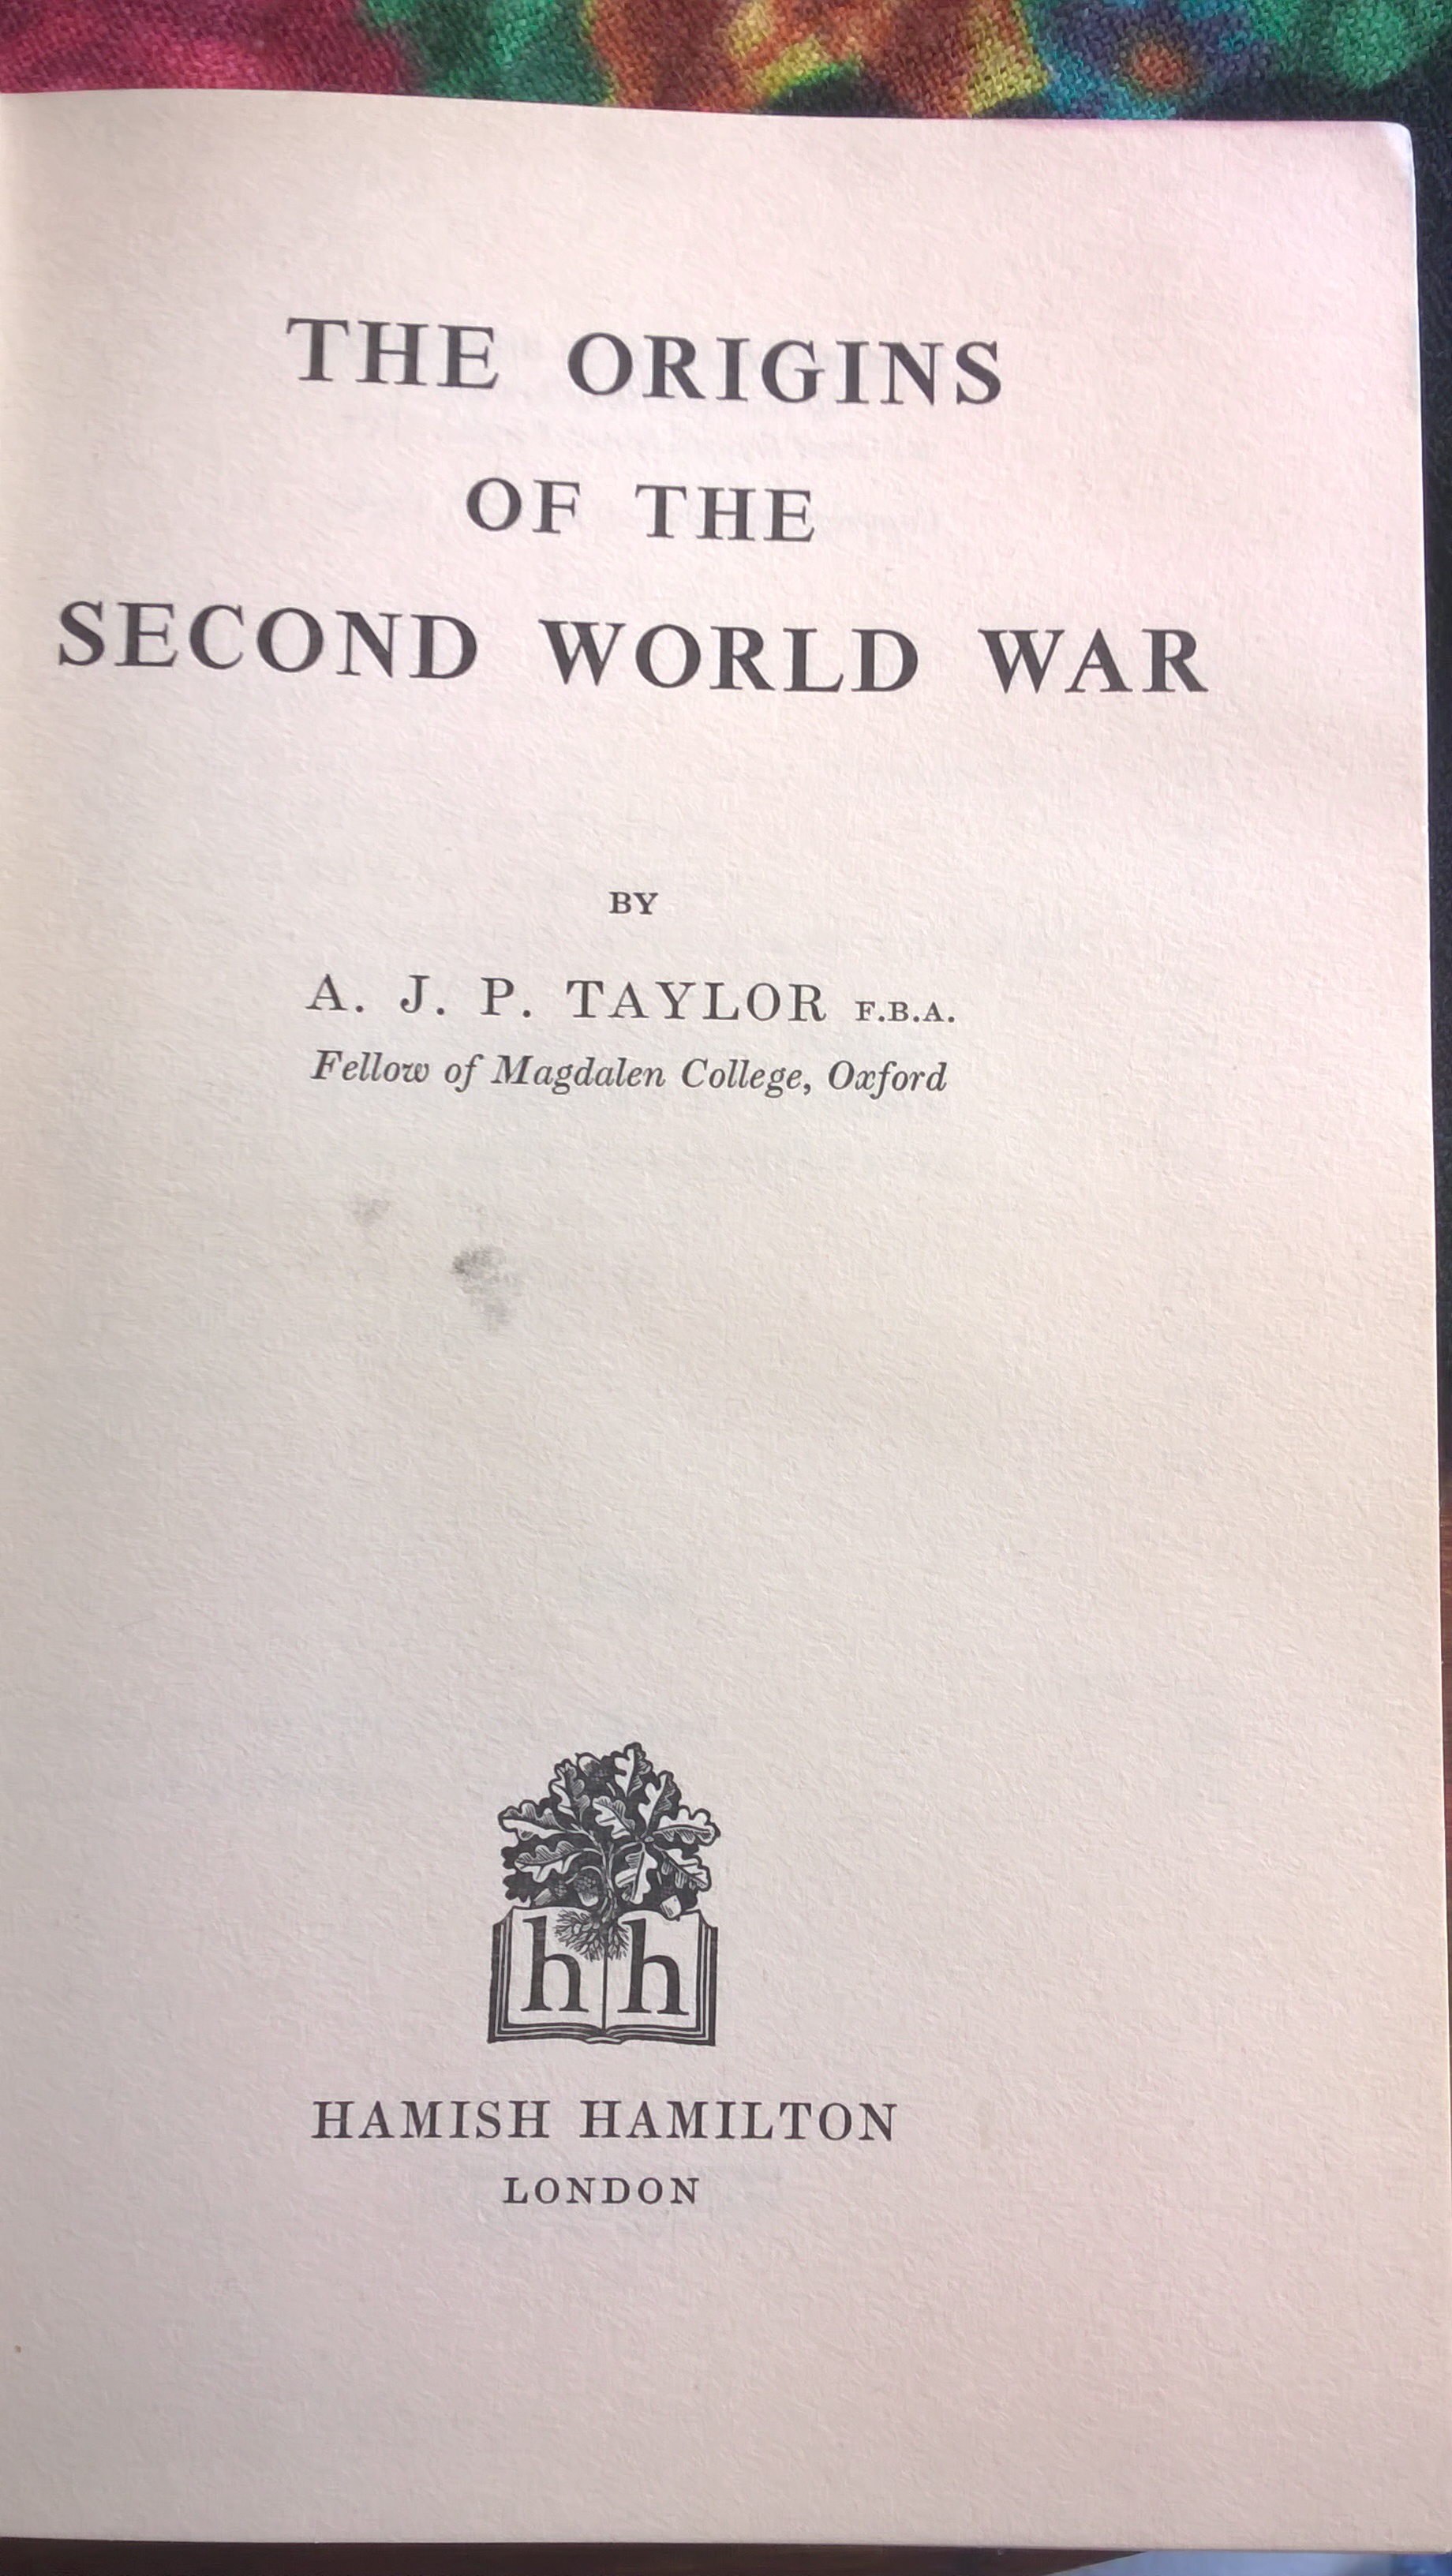 THE ORIGINS
OF THE
SECOND WORLD WAR
BY
A. J. P. TAYLOR F.B.A.
Fellow of Magdalen College, Oxford
h h
HAMISH HAMILTON
LONDON